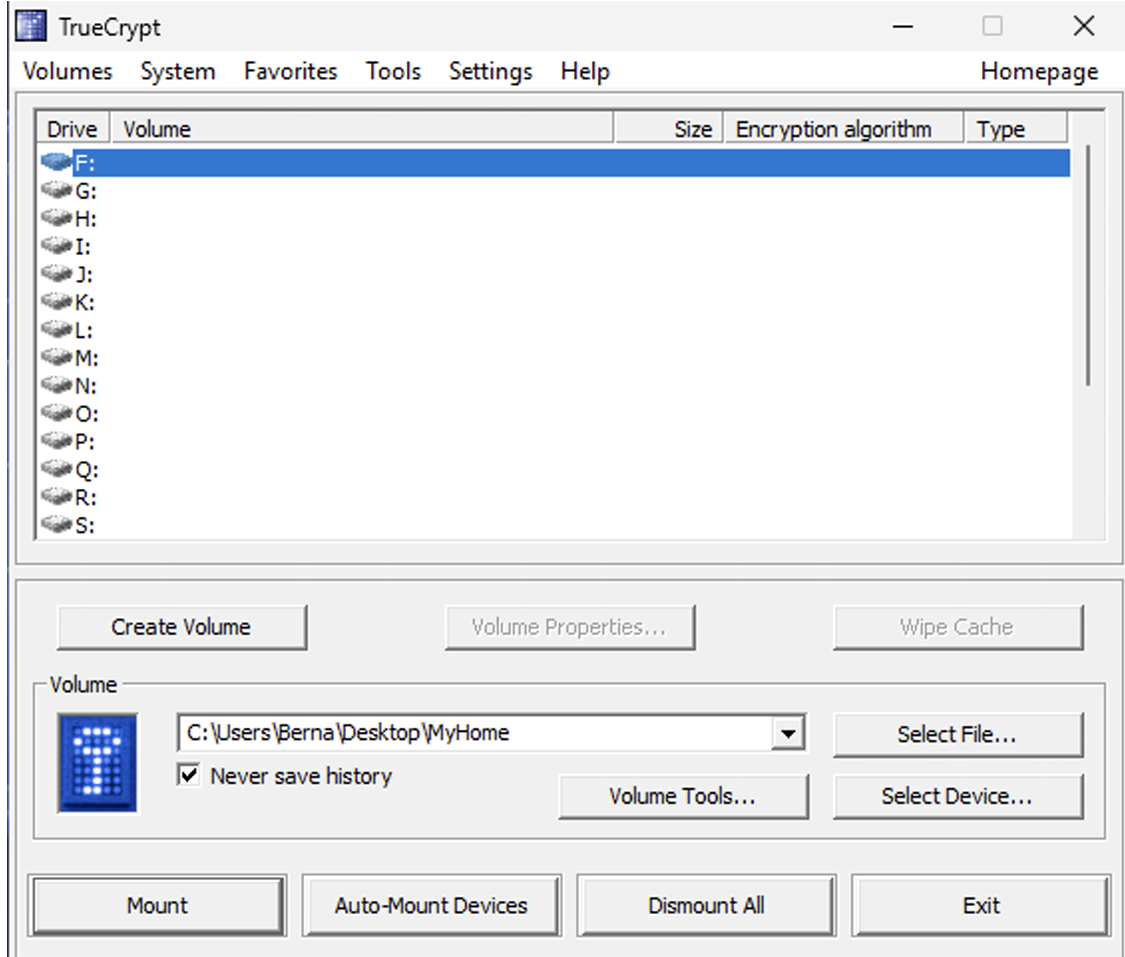 TrueCrypt
Volumes System Favorites Tools Settings Help Homepage
Drive Volume Size Encryption algorithm Type
F:
G:
H:
I:
J:
K:
L:
M:
N:
O:
P:
Q:
R:
S:
Create Volume Volume Properties... Wipe Cache
Volume
C:\Users\Berna\Desktop\MyHome Select File...
Never save history
Volume Tools... Select Device...
Mount Auto-Mount Devices Dismount All Exit